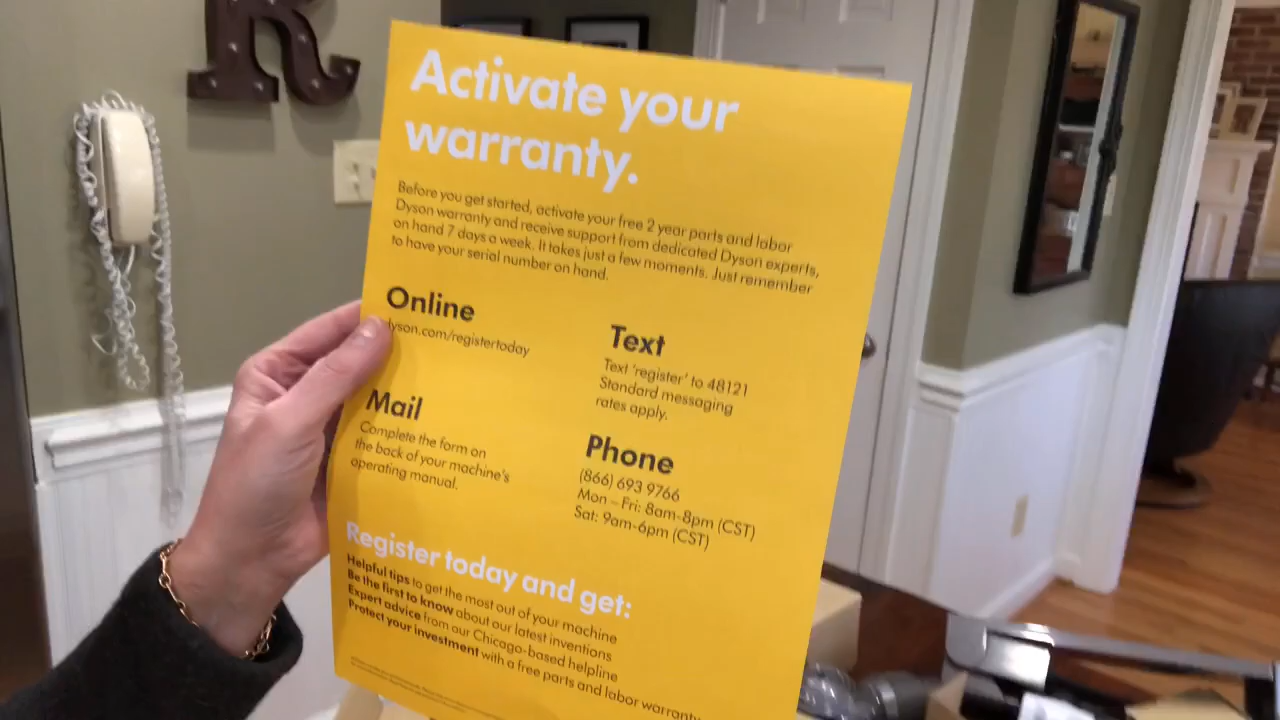 R
Activate your
warranty.
Before you get started, activate your free 2 year parts and labor
Dyson warranty and receive support from dedicated Dyson experts,
on hand 7 days a week. It takes just a few moments. Just remember
to have your serial number on hand.
Online
dyson.com/registertoday
Text
Text 'register' to 48121
Standard messaging
rates apply.
Mail
Complete the form on
the back of your machine's
operating manual.
Phone
(866) 693 9766
Mon – Fri: 8am-8pm (CST)
Sat: 9am-6pm (CST)
Register today and get:
Helpful tips to get the most out of your machine
Be the first to know about our latest inventions
Expert advice from our Chicago-based helpline
Protect your investment with a free parts and labor warranty